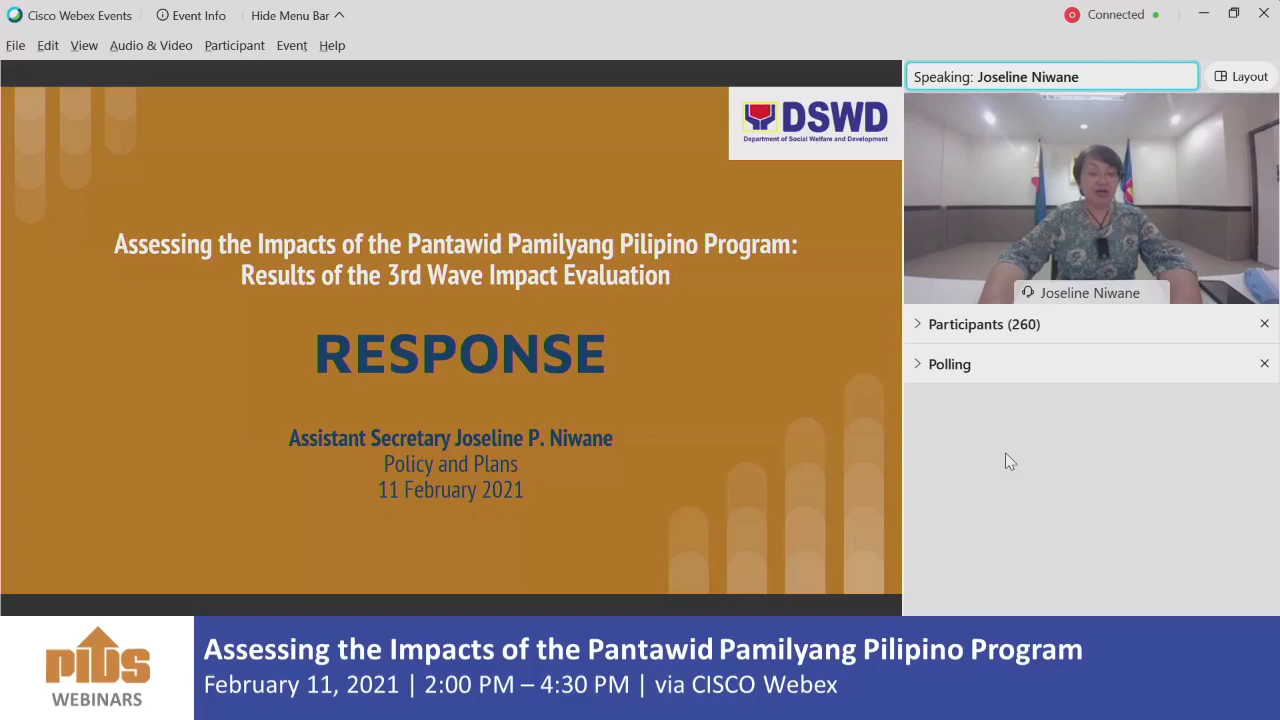 Cisco Webex Events
Event Info
Hide Menu Bar
Connected
File Edit View Audio & Video Participant Event Help
DSWD
Department of Social Welfare and Development
Assessing the Impacts of the Pantawid Pamilyang Pilipino Program:
Results of the 3rd Wave Impact Evaluation
RESPONSE
Assistant Secretary Joseline P. Niwane
Policy and Plans
11 February 2021
Speaking: Joseline Niwane
Layout
Joseline Niwane
Participants (260)
Polling
PIDS
WEBINARS
Assessing the Impacts of the Pantawid Pamilyang Pilipino Program
February 11, 2021 | 2:00 PM – 4:30 PM | via CISCO Webex